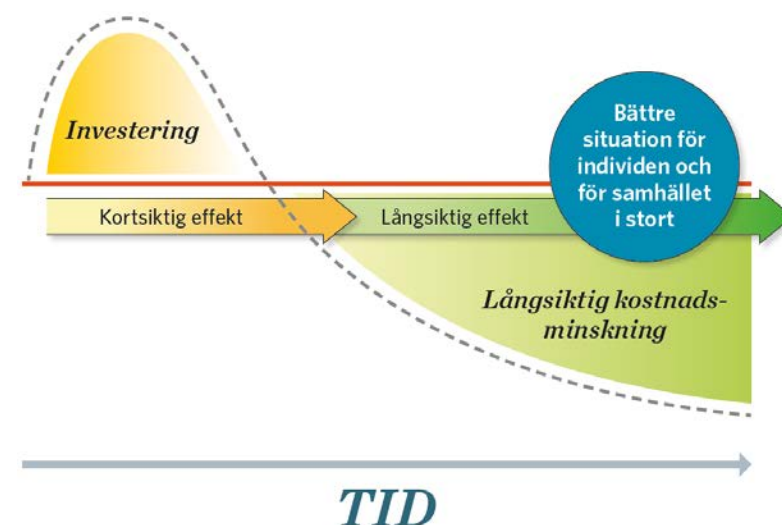 Investering
Bättre
situation för
individen och
för samhället
i stort
Kortsiktig effekt
Långsiktig effekt
Långsiktig kostnads-
minskning
TID